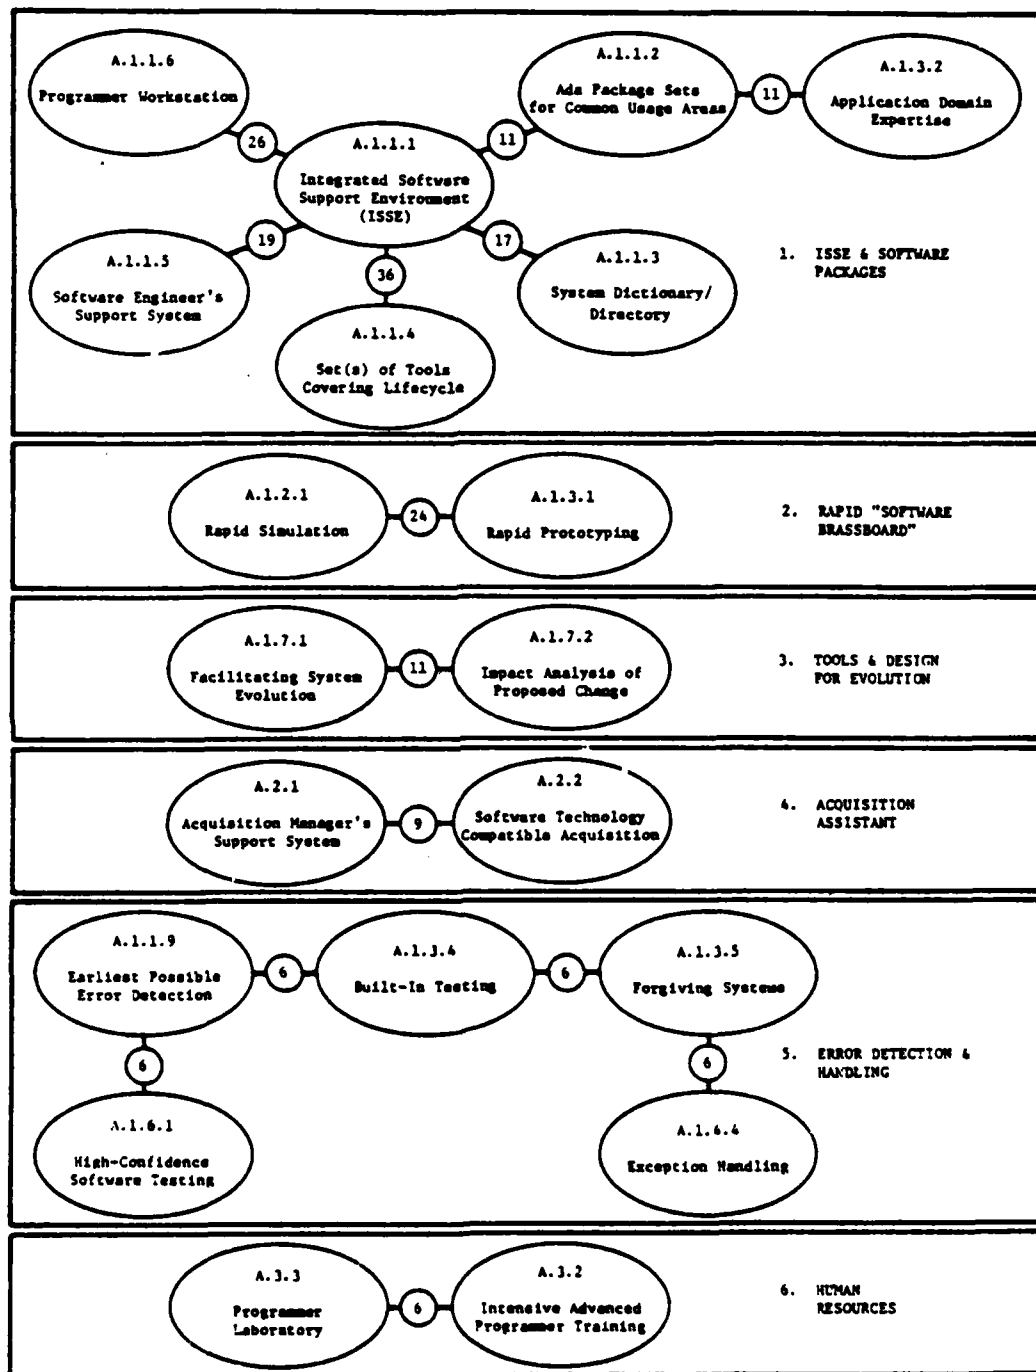 A.1.1.6
Programmer Workstation
26
A.1.1.1
Integrated Software
Support Environment
(ISSE)
11
A.1.1.2
Ada Package Sets
for Common Usage Areas
11
A.1.3.2
Application Domain
Expertise
19
A.1.1.5
Software Engineer's
Support System
36
A.1.1.4
Set(s) of Tools
Covering Lifecycle
17
A.1.1.3
System Dictionary/
Directory
1. ISSE & SOFTWARE
PACKAGES
A.1.2.1
Rapid Simulation
24
A.1.3.1
Rapid Prototyping
2. RAPID "SOFTWARE
BRASSBOARD"
A.1.7.1
Facilitating System
Evolution
11
A.1.7.2
Impact Analysis of
Proposed Change
3. TOOLS & DESIGN
FOR EVOLUTION
A.2.1
Acquisition Manager's
Support System
9
A.2.2
Software Technology
Compatible Acquisition
4. ACQUISITION
ASSISTANT
A.1.1.9
Earliest Possible
Error Detection
6
A.1.3.4
Built-In Testing
6
A.1.3.5
Forgiving Systems
6
A.1.6.1
High-Confidence
Software Testing
6
A.1.6.4
Exception Handling
5. ERROR DETECTION &
HANDLING
A.3.3
Programmer
Laboratory
6
A.3.2
Intensive Advanced
Programmer Training
6. HUMAN
RESOURCES